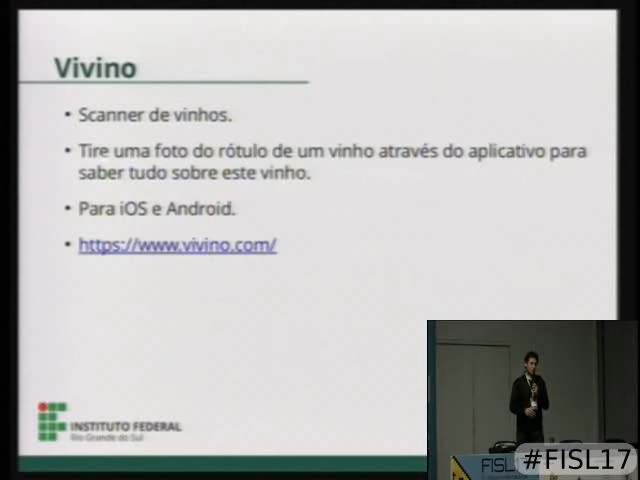 Vivino
• Scanner de vinhos.
• Tire uma foto do rótulo de um vinho através do aplicativo para
saber tudo sobre este vinho.
• Para iOS e Android.
• https://www.vivino.com/
INSTITUTO FEDERAL
Rio Grande do Sul
FISL
#FISL17